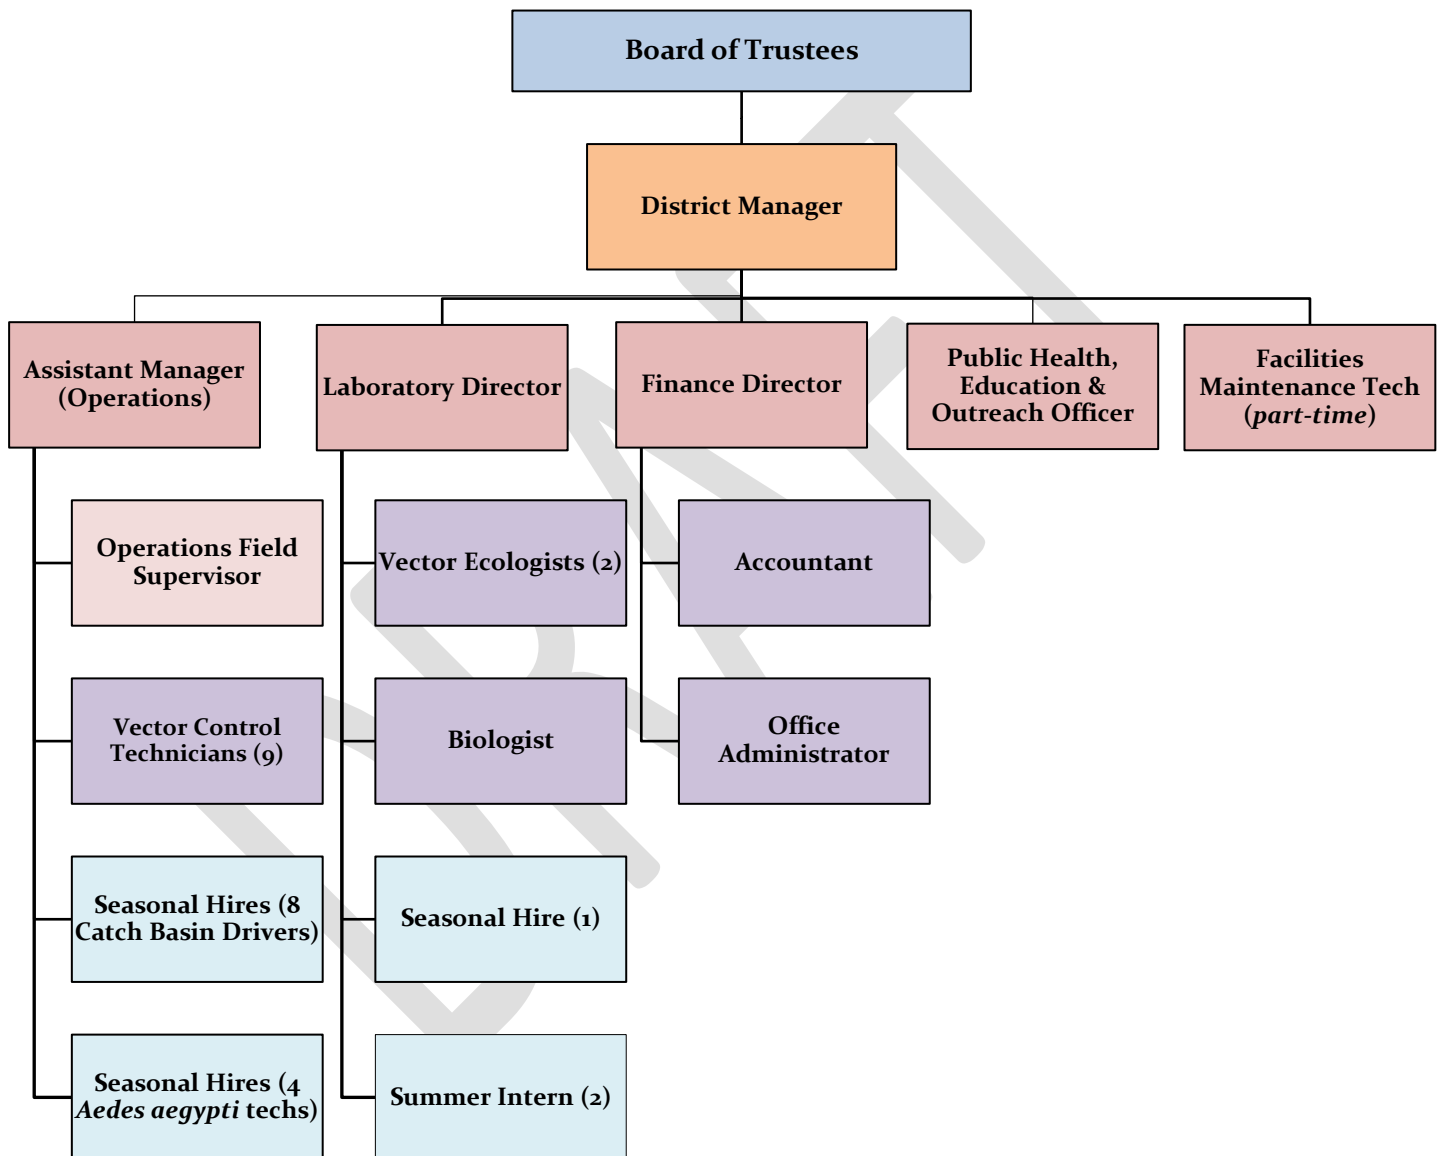 Board of Trustees
District Manager
Assistant Manager
(Operations)
Laboratory Director
Finance Director
Public Health,
Education &
Outreach Officer
Facilities
Maintenance Tech
(part-time)
Operations Field
Supervisor
Vector Ecologists (2)
Accountant
Vector Control
Technicians (9)
Biologist
Office
Administrator
Seasonal Hires (8
Catch Basin Drivers)
Seasonal Hire (1)
Seasonal Hires (4
Aedes aegypti techs)
Summer Intern (2)
DRAFT